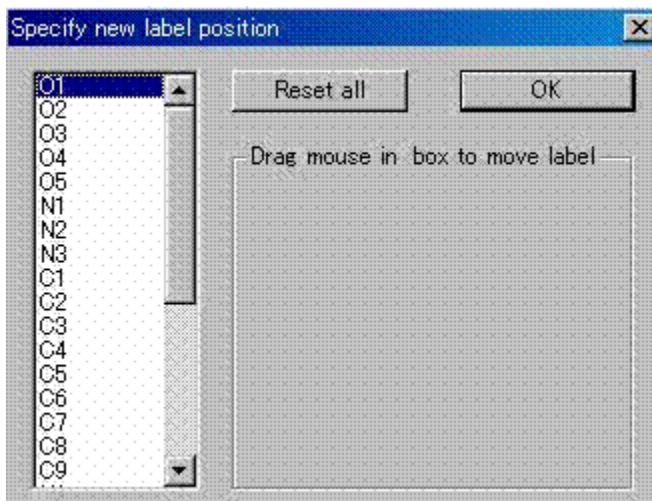 Specify new label position
O1
O2
O3
O4
O5
N1
N2
N3
C1
C2
C3
C4
C5
C6
C7
C8
C9
Reset all
OK
Drag mouse in box to move label